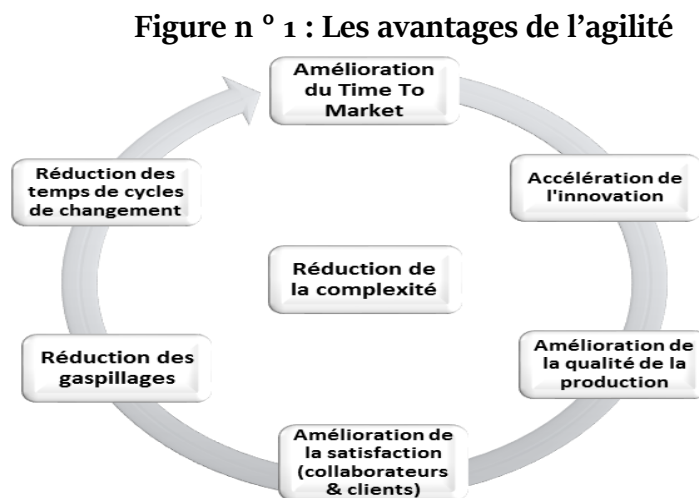 Figure n ° 1 : Les avantages de l’agilité
Amélioration
du Time To
Market
Accélération de
l'innovation
Amélioration de
la qualité de la
production
Amélioration de
la satisfaction
(collaborateurs
& clients)
Réduction des
gaspillages
Réduction des
temps de cycles
de changement
Réduction de
la complexité